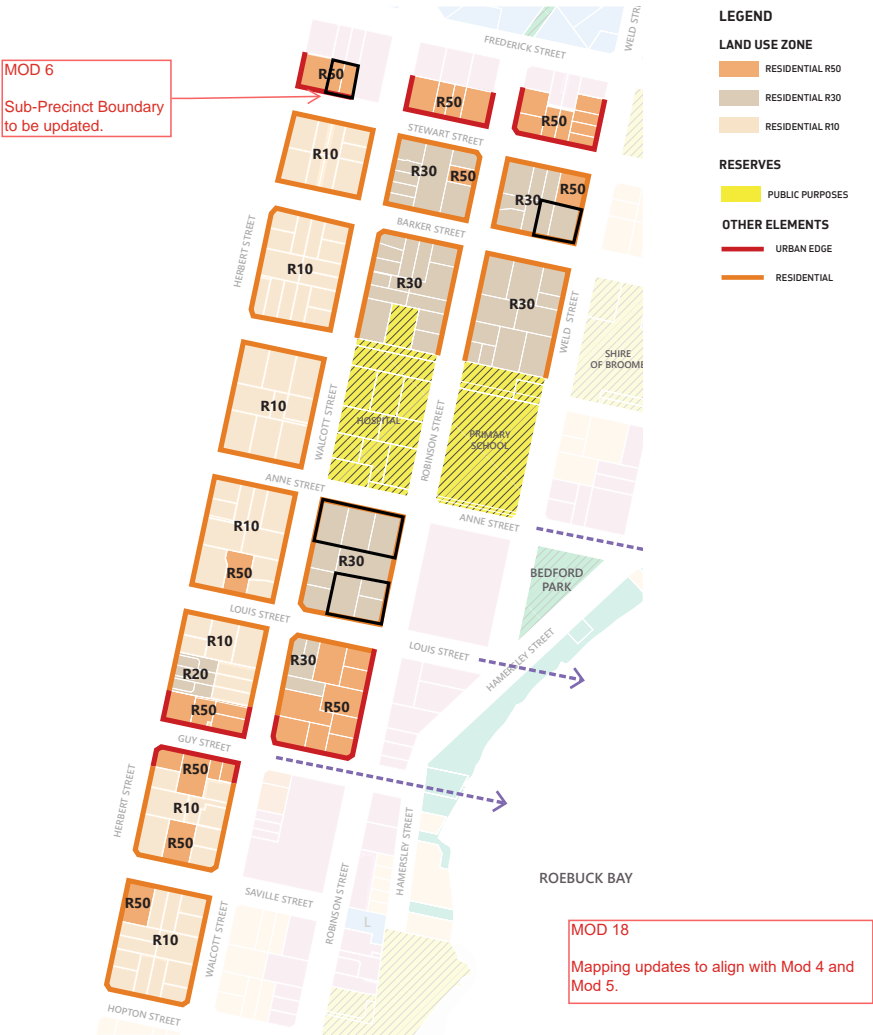 LEGEND
LAND USE ZONE
RESIDENTIAL R50
RESIDENTIAL R30
RESIDENTIAL R10
RESERVES
PUBLIC PURPOSES
OTHER ELEMENTS
URBAN EDGE
RESIDENTIAL
MOD 6
Sub-Precinct Boundary
to be updated.
FREDERICK STREET
WELD
R50
R50
R50
STEWART STREET
R10
R30
R50
R30
R50
BARKER STREET
HERBERT STREET
R10
R30
R30
WELD STREET
SHIRE
OF BROOME
R10
WALCOTT STREET
HOSPITAL
ROBINSON STREET
PRIMARY
SCHOOL
ANNE STREET
ANNE STREET
R10
R50
R30
BEDFORD
PARK
LOUIS STREET
LOUIS STREET
HAMERSLEY STREET
R10
R20
R50
R30
R50
GUY STREET
HERBERT STREET
R50
R10
R50
HAMERSLEY STREET
ROBINSON STREET
SAVILLE STREET
WALCOTT STREET
L
R50
R10
HOPTON STREET
ROEBUCK BAY
MOD 18
Mapping updates to align with Mod 4 and
Mod 5.